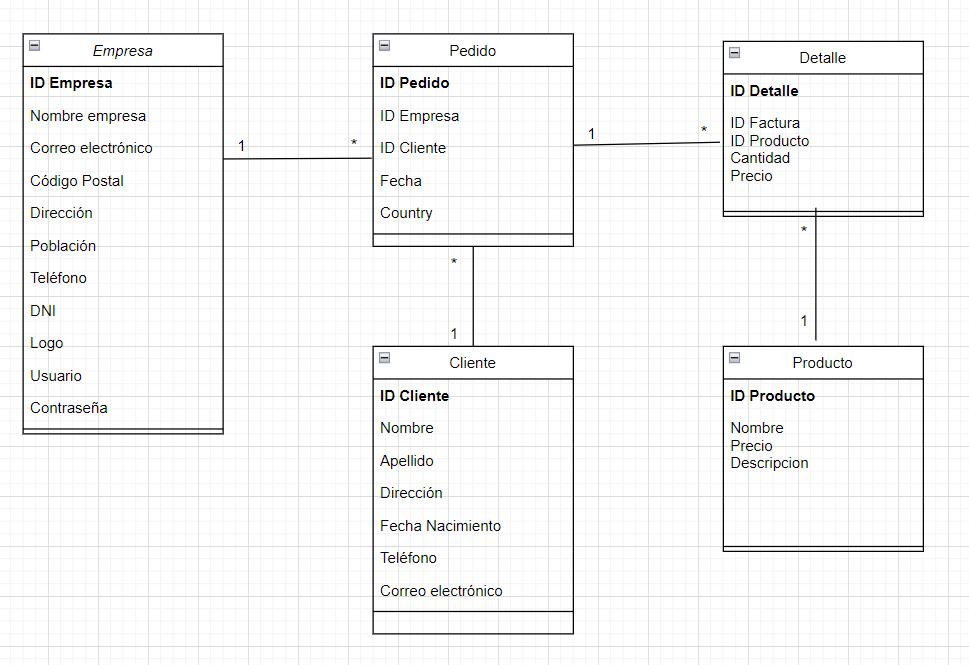 Empresa
ID Empresa
Nombre empresa
Correo electrónico
Código Postal
Dirección
Población
Teléfono
DNI
Logo
Usuario
Contraseña
1
*
Pedido
ID Pedido
ID Empresa
ID Cliente
Fecha
Country
1
*
Detalle
ID Detalle
ID Factura
ID Producto
Cantidad
Precio
*
1
*
1
Cliente
ID Cliente
Nombre
Apellido
Dirección
Fecha Nacimiento
Teléfono
Correo electrónico
Producto
ID Producto
Nombre
Precio
Descripcion